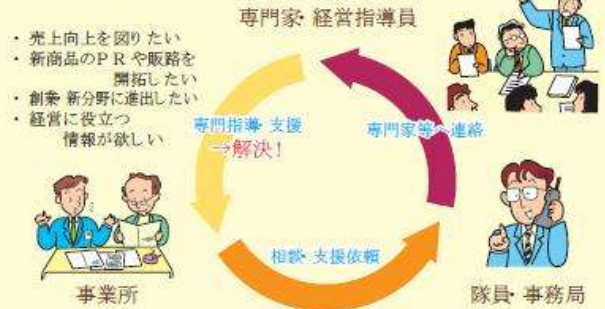 専門家・経営指導員
・ 売上向上を図りたい
・ 新商品のＰＲや販路を
開拓したい
・ 創業・新分野に進出したい
・ 経営に役立つ
情報が欲しい
専門指導・支援
→解決！
専門家等へ連絡
相談・支援依頼
事業所
隊員・事務局